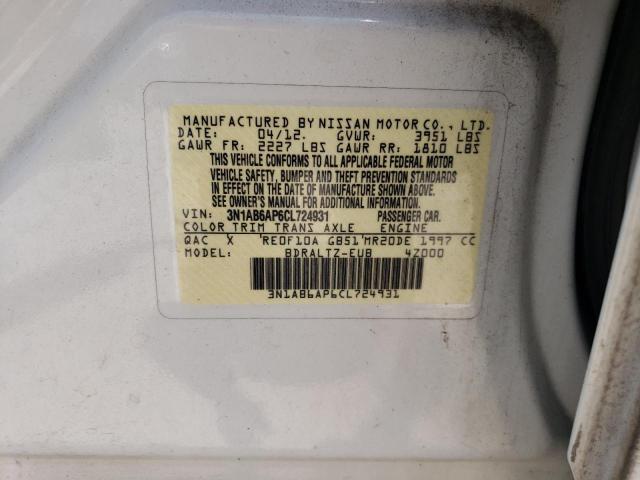 MANUFACTURED BY NISSAN MOTOR CO., LTD.
DATE: 04/12. GVWR: 3951 LBS
GAWR FR: 2227 LBS GAWR RR: 1810 LBS
THIS VEHICLE CONFORMS TO ALL APPLICABLE FEDERAL MOTOR
VEHICLE SAFETY, BUMPER AND THEFT PREVENTION STANDARDS
IN EFFECT ON THE DATE OF MANUFACTURE SHOWN ABOVE.
SEE OWNER'S MANUAL FOR ADDITIONAL INFORMATION.
VIN: 3N1AB6AP6CL724931 PASSENGER CAR.
COLOR TRIM TRANS AXLE ENGINE
QAC X RE0F10A GB51 MR20DE 1997 CC
MODEL: BDRALTZ-EUB 4Z000
3N1AB6AP6CL724931